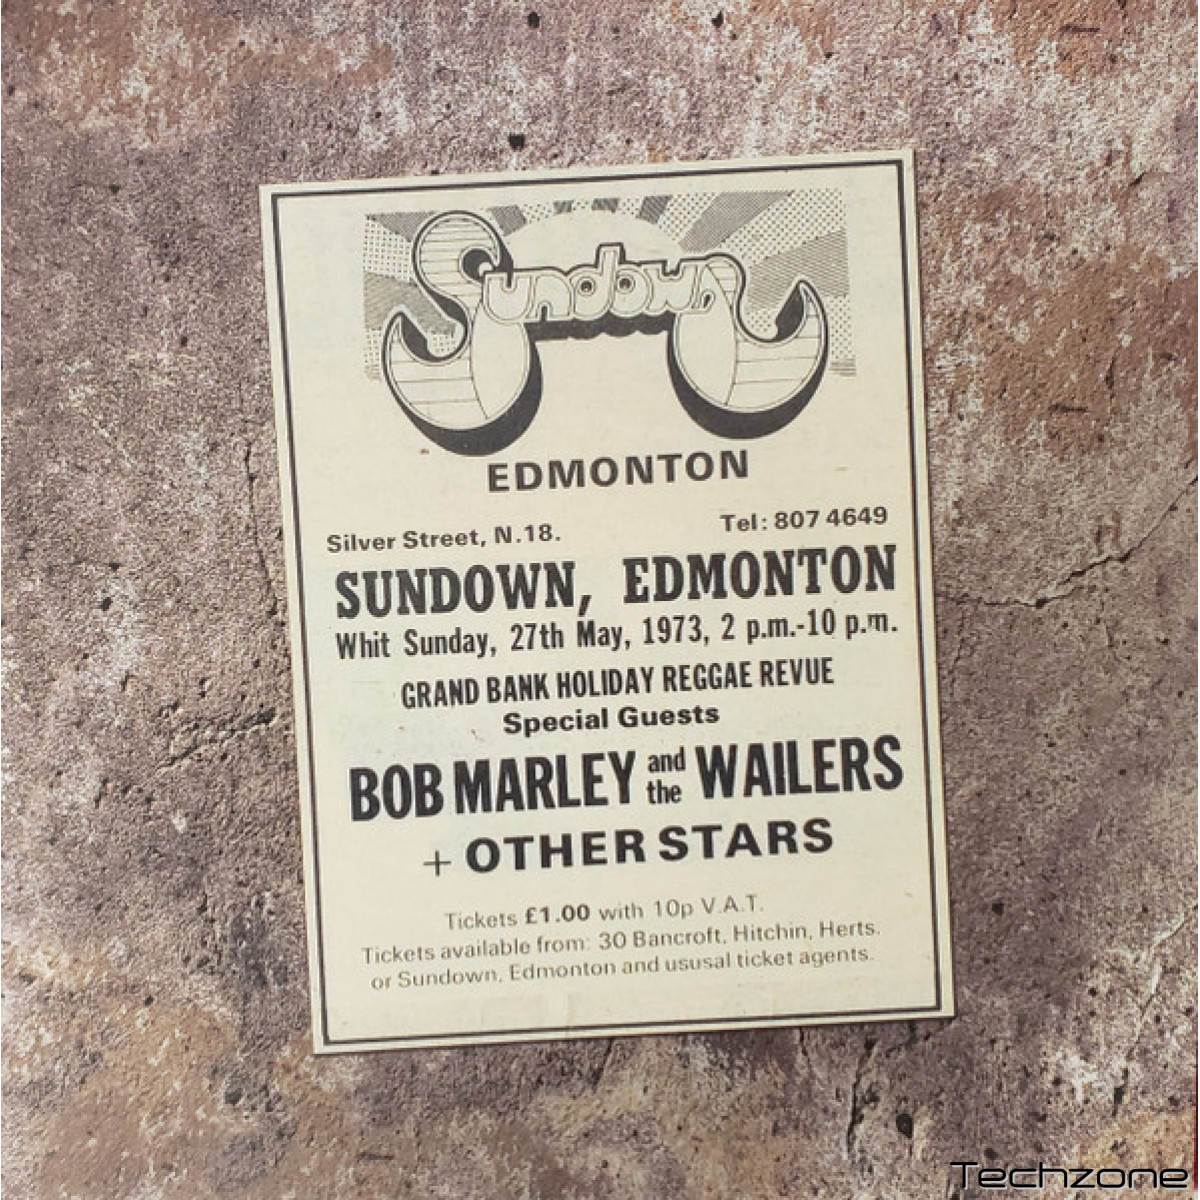 Sundown
EDMONTON
Silver Street, N.18.
Tel: 807 4649
SUNDOWN, EDMONTON
Whit Sunday, 27th May, 1973, 2 p.m.-10 p.m.
GRAND BANK HOLIDAY REGGAE REVUE
Special Guests
BOB MARLEY and the WAILERS
+ OTHER STARS
Tickets £1.00 with 10p V.A.T.
Tickets available from: 30 Bancroft, Hitchin, Herts.
or Sundown, Edmonton and ususal ticket agents.
Techzone